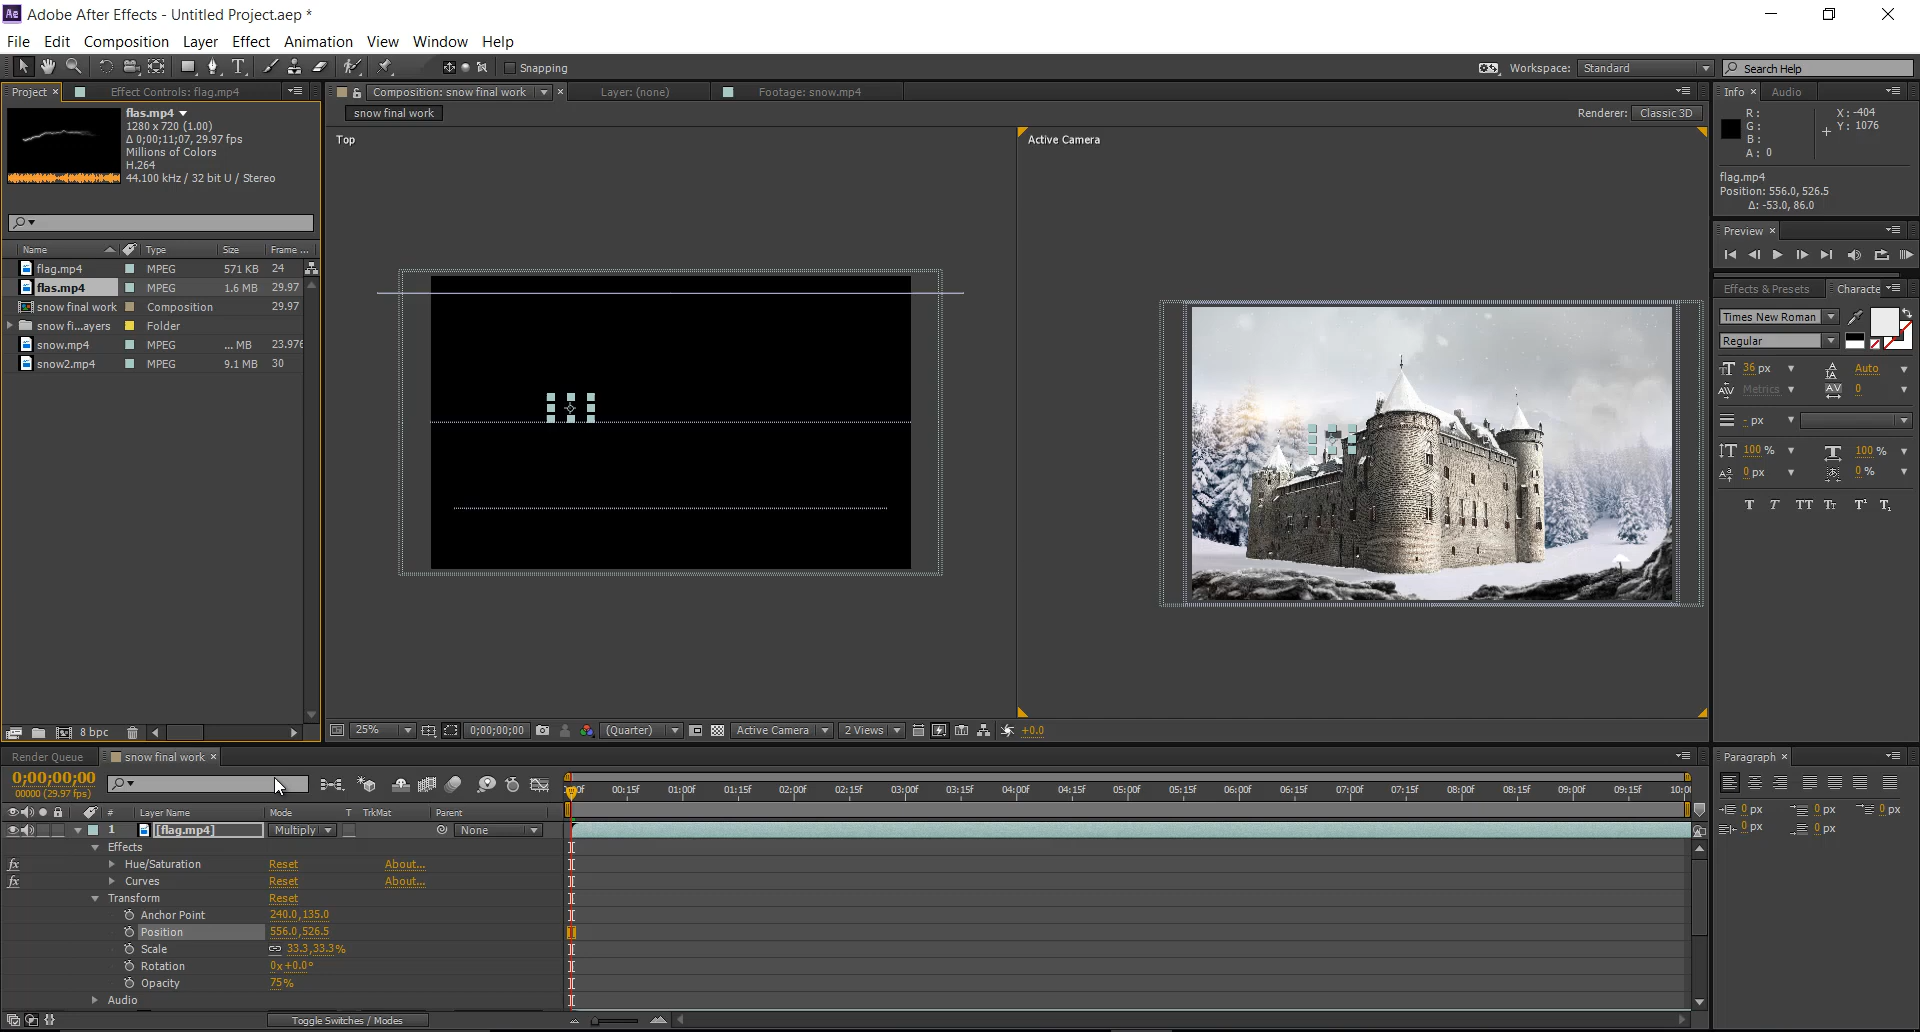 Ae Adobe After Effects - Untitled Project.aep *
File Edit Composition Layer Effect Animation View Window Help
T Snapping Workspace: Standard Search Help
Project × Effect Controls: flag.mp4
Composition: snow final work × Layer: (none) Footage: snow.mp4
Info × Audio
flas.mp4
1280 x 720 (1.00)
Δ 0;00;11;07, 29.97 fps
Millions of Colors
H.264
44.100 kHz / 32 bit U / Stereo
snow final work
Renderer: Classic 3D
Top
Active Camera
R:
G:
B:
A: 0
X: -404
Y: 1076
flag.mp4
Position: 556.0, 526.5
Δ: -53.0, 86.0
Preview ×
Name Type Size Frame ...
flag.mp4 MPEG 571 KB 24
flas.mp4 MPEG 1.6 MB 29.97
snow final work Composition 29.97
snow fi...ayers Folder
snow.mp4 MPEG ... MB 23.976
snow2.mp4 MPEG 9.1 MB 30
Effects & Presets Characte
Times New Roman
Regular
36 px Auto
Metrics 0
- px
100 % 100 %
0 px 0 %
T T TT Tr T¹ T₁
8 bpc
25% 0;00;00;00 (Quarter) Active Camera 2 Views +0.0
Render Queue snow final work ×
0;00;00;00
00000 (29.97 fps)
00:15f 01:00f 01:15f 02:00f 02:15f 03:00f 03:15f 04:00f 04:15f 05:00f 05:15f 06:00f 06:15f 07:00f 07:15f 08:00f 08:15f 09:00f 09:15f 10:0
# Layer Name Mode T TrkMat Parent
1 [flag.mp4] Multiply None
Effects
fx Hue/Saturation Reset About...
fx Curves Reset About...
Transform Reset
Anchor Point 240.0,135.0
Position 556.0,526.5
Scale 33.3,33.3%
Rotation 0x+0.0°
Opacity 75%
Audio
Toggle Switches / Modes
Paragraph ×
0 px 0 px 0 px
0 px 0 px